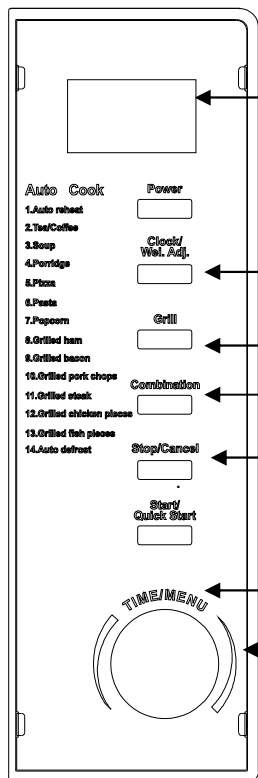 Auto Cook
1.Auto reheat
2.Tea/Coffee
3.Soup
4.Porridge
5.Pizza
6.Pasta
7.Popcorn
8.Grilled ham
9.Grilled bacon
10.Grilled pork chops
11.Grilled steak
12.Grilled chicken pieces
13.Grilled fish pieces
14.Auto defrost
Power
Clock/
Wei. Adj.
Grill
Combination
Stop/Cancel
Start/
Quick Start
TIME/MENU